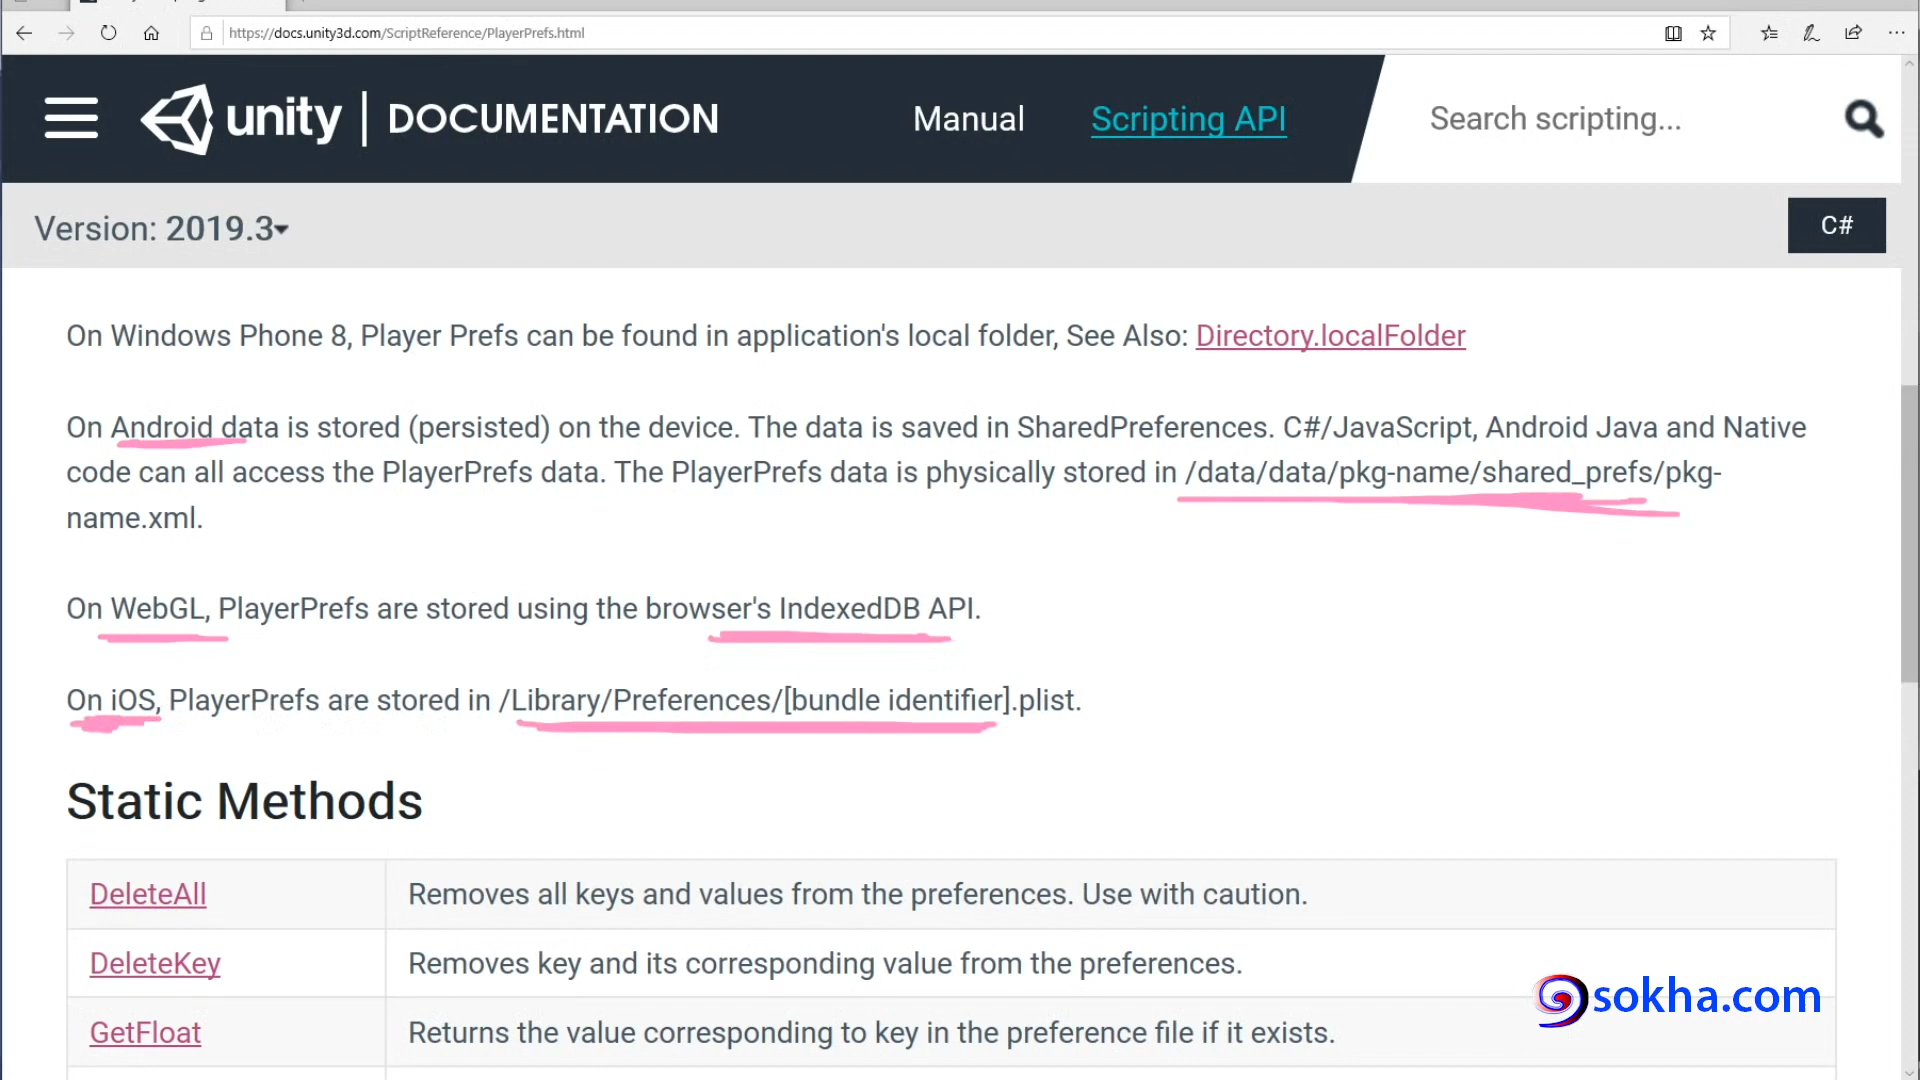 https://docs.unity3d.com/ScriptReference/PlayerPrefs.html
unity | DOCUMENTATION
Manual
Scripting API
Search scripting...
Version: 2019.3
C#
On Windows Phone 8, Player Prefs can be found in application's local folder, See Also: Directory.localFolder
On Android data is stored (persisted) on the device. The data is saved in SharedPreferences. C#/JavaScript, Android Java and Native
code can all access the PlayerPrefs data. The PlayerPrefs data is physically stored in /data/data/pkg-name/shared_prefs/pkg-
name.xml.
On WebGL, PlayerPrefs are stored using the browser's IndexedDB API.
On iOS, PlayerPrefs are stored in /Library/Preferences/[bundle identifier].plist.
Static Methods
DeleteAll
Removes all keys and values from the preferences. Use with caution.
DeleteKey
Removes key and its corresponding value from the preferences.
GetFloat
Returns the value corresponding to key in the preference file if it exists.
sokha.com